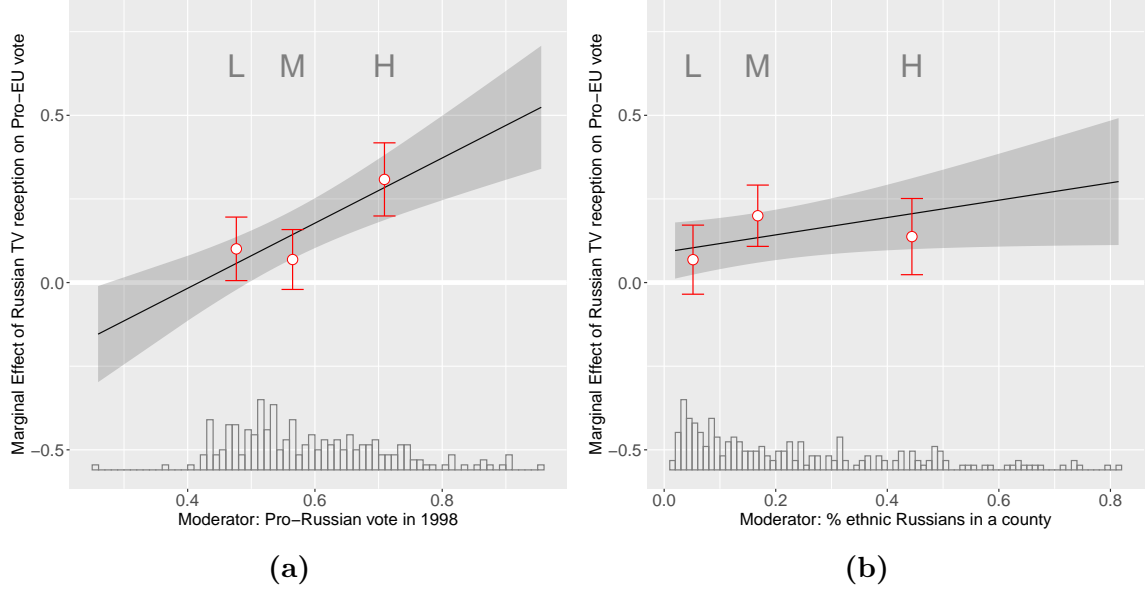 Marginal Effect of Russian TV reception on Pro−EU vote
L M H
0.5
0.0
−0.5
0.4 0.6 0.8
Moderator: Pro−Russian vote in 1998
(a)
Marginal Effect of Russian TV reception on Pro−EU vote
L M H
0.5
0.0
−0.5
0.0 0.2 0.4 0.6 0.8
Moderator: % ethnic Russians in a county
(b)